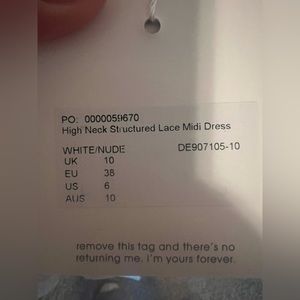 PO: 0000059670
High Neck Structured Lace Midi Dress
WHITE/NUDE DE907105-10
UK 10
EU 38
US 6
AUS 10
remove this tag and there's no
returning me. I'm yours forever.